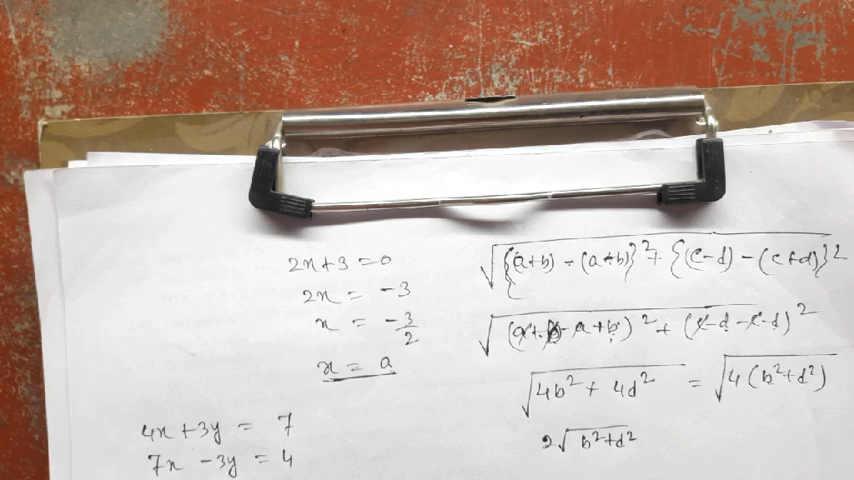 2x+3 = 0
2x = -3
x = -3/2
x = a
4x + 3y = 7
7x - 3y = 4
√{(a+b) - (a-b)}² + {(c-d) - (c+d)}²
√(a+b - a+b)² + (c-d-c-d)²
√4b² + 4d² = √4(b²+d²)
2√b²+d²